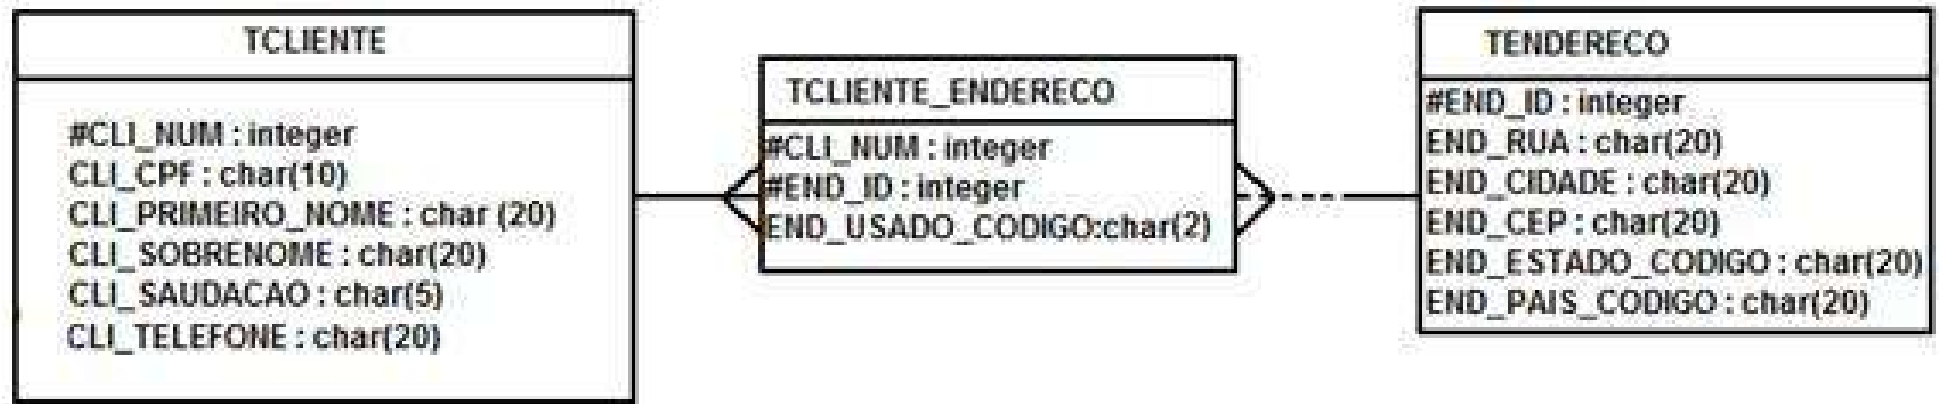 TCLIENTE
#CLI_NUM : integer
CLI_CPF : char(10)
CLI_PRIMEIRO_NOME : char (20)
CLI_SOBRENOME : char(20)
CLI_SAUDACAO : char(5)
CLI_TELEFONE : char(20)
TCLIENTE_ENDERECO
#CLI_NUM : integer
#END_ID : integer
END_USADO_CODIGO:char(2)
TENDERECO
#END_ID : integer
END_RUA : char(20)
END_CIDADE : char(20)
END_CEP : char(20)
END_ESTADO_CODIGO : char(20)
END_PAIS_CODIGO : char(20)